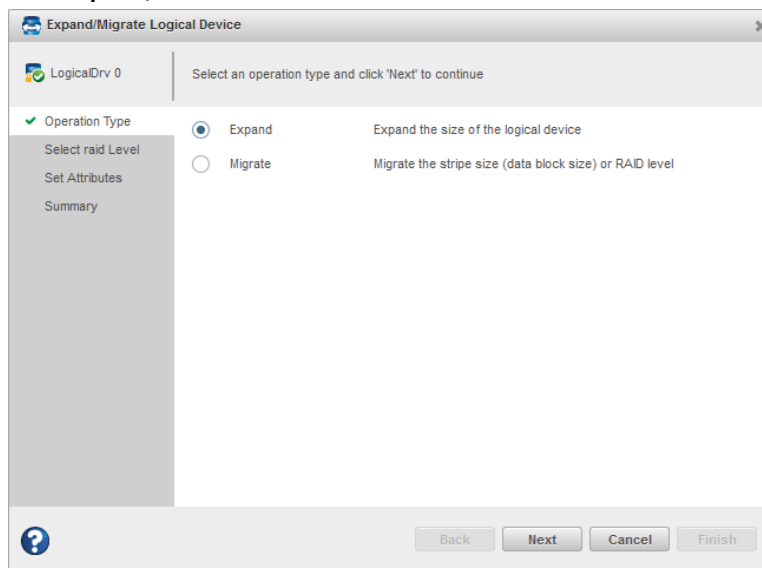 Expand/Migrate Logical Device
LogicalDrv 0
Select an operation type and click 'Next' to continue
Operation Type
Select raid Level
Set Attributes
Summary
Expand Expand the size of the logical device
Migrate Migrate the stripe size (data block size) or RAID level
Back Next Cancel Finish